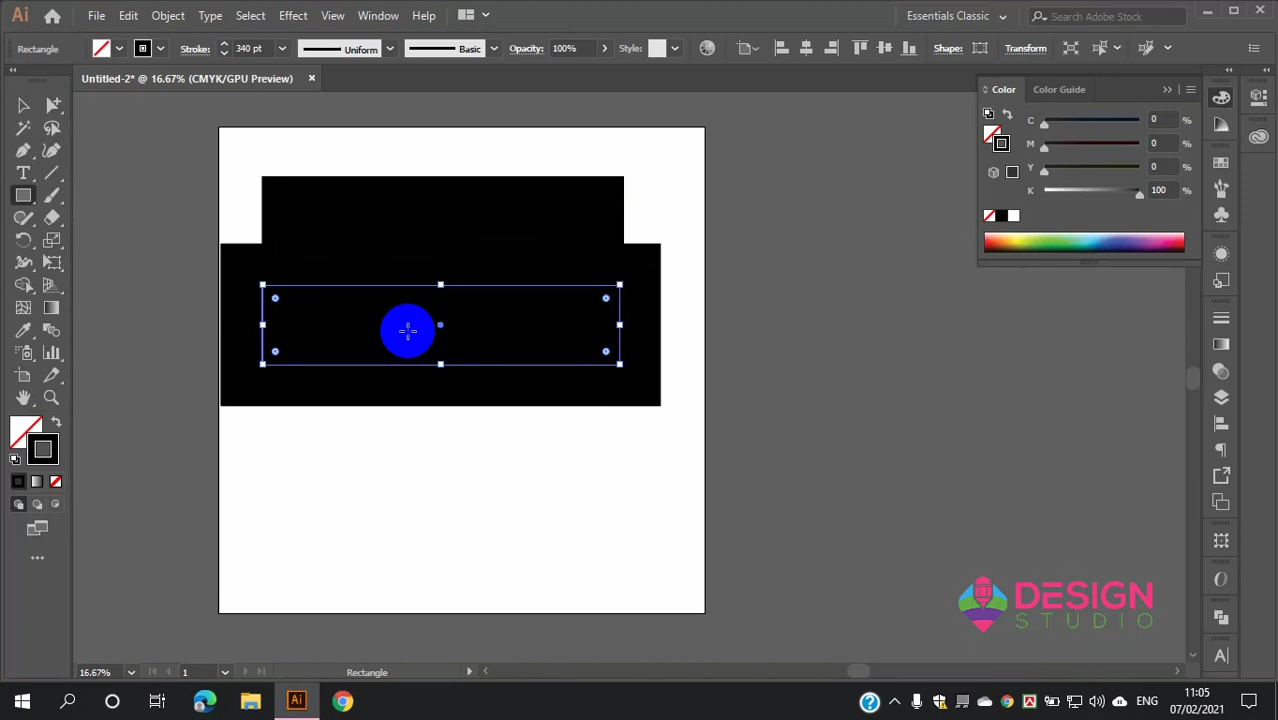 Ai File Edit Object Type Select Effect View Window Help Essentials Classic Search Adobe Stock
Rectangle Stroke: 340 pt Uniform Basic Opacity: 100% Style: Shape: Transform
Untitled-2* @ 16.67% (CMYK/GPU Preview)
Color Color Guide
C 0 %
M 0 %
Y 0 %
K 100 %
DESIGN
STUDIO
16.67% 1 Rectangle
Ai ENG 11:05
07/02/2021